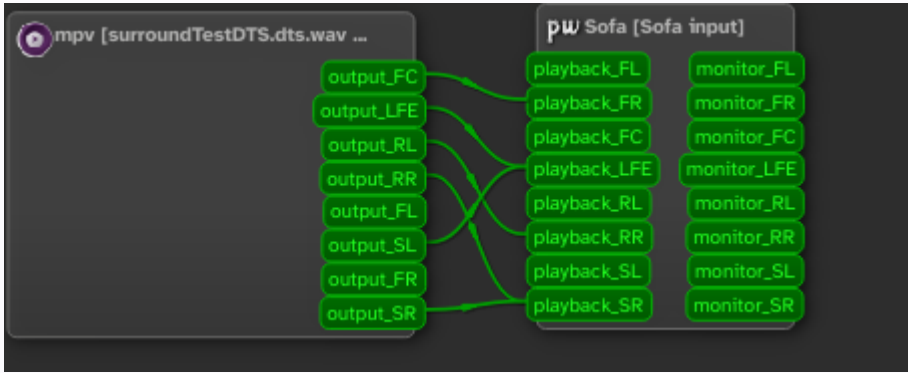 mpv [surroundTestDTS.dts.wav ...
output_FC
output_LFE
output_RL
output_RR
output_FL
output_SL
output_FR
output_SR
pw Sofa [Sofa input]
playback_FL monitor_FL
playback_FR monitor_FR
playback_FC monitor_FC
playback_LFE monitor_LFE
playback_RL monitor_RL
playback_RR monitor_RR
playback_SL monitor_SL
playback_SR monitor_SR